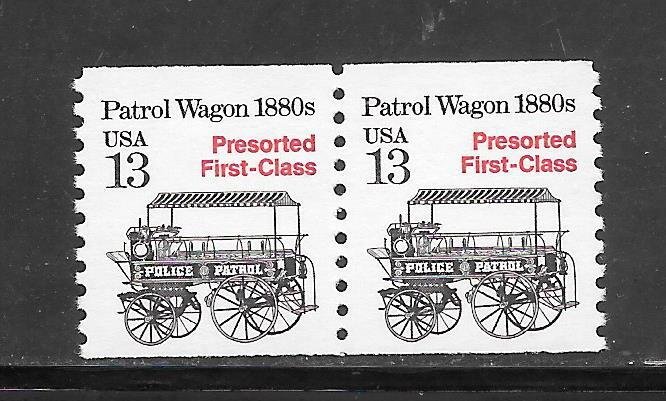 Patrol Wagon 1880s
USA
Presorted
First-Class
13
POLICE PATROL
Patrol Wagon 1880s
USA
Presorted
First-Class
13
POLICE PATROL